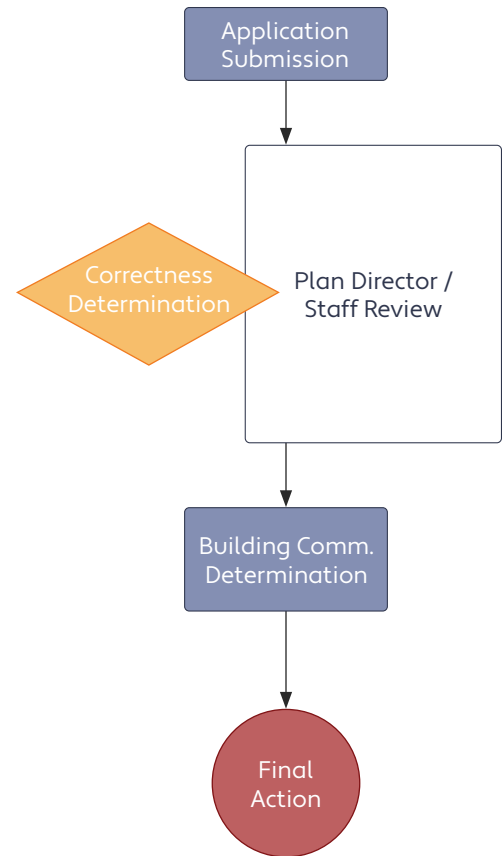 Application
Submission
Correctness
Determination
Plan Director /
Staff Review
Building Comm.
Determination
Final
Action